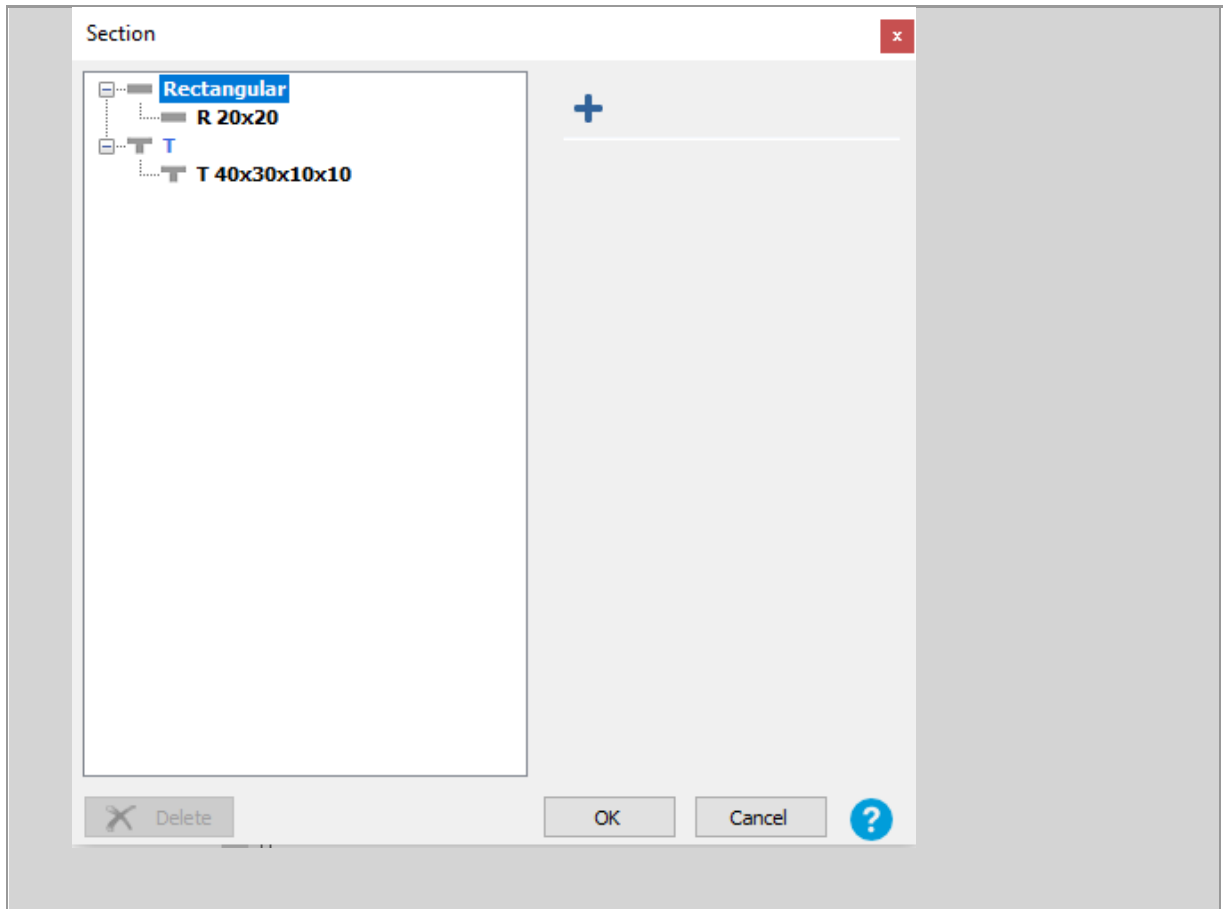 Section
x
Rectangular
R 20x20
T
T 40x30x10x10
Delete
OK
Cancel
?